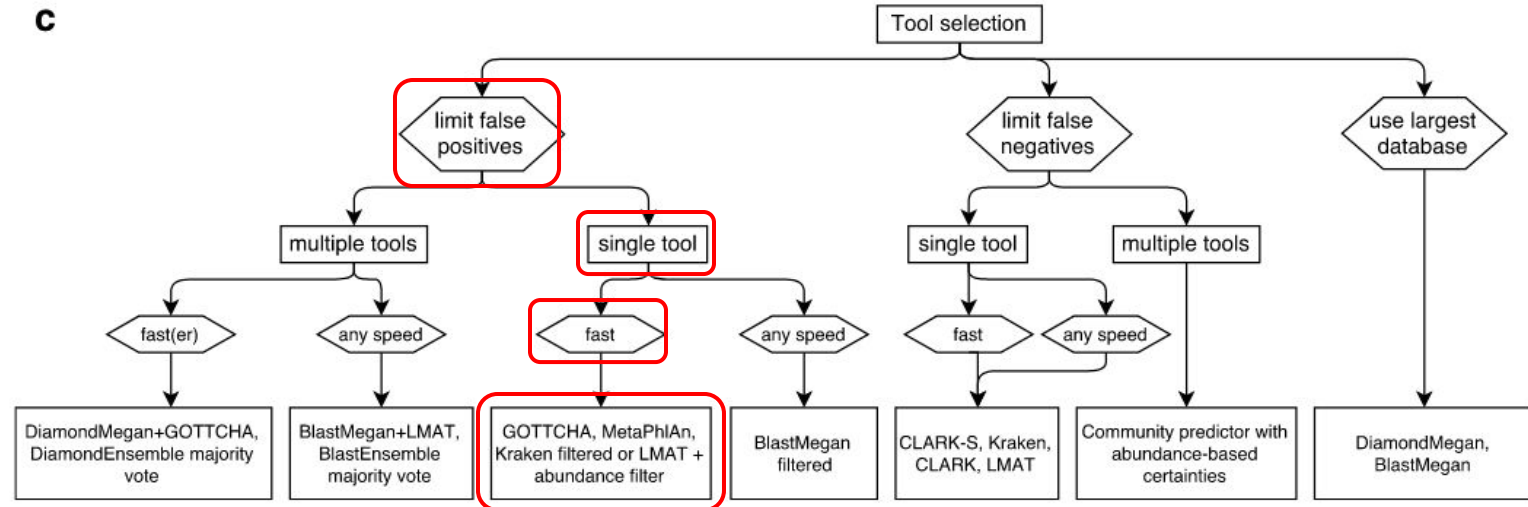 c
Tool selection
limit false
positives
limit false
negatives
use largest
database
multiple tools
single tool
single tool
multiple tools
fast(er)
any speed
fast
any speed
fast
any speed
DiamondMegan+GOTTCHA,
DiamondEnsemble majority
vote
BlastMegan+LMAT,
BlastEnsemble
majority vote
GOTTCHA, MetaPhlAn,
Kraken filtered or LMAT +
abundance filter
BlastMegan
filtered
CLARK-S, Kraken,
CLARK, LMAT
Community predictor with
abundance-based
certainties
DiamondMegan,
BlastMegan